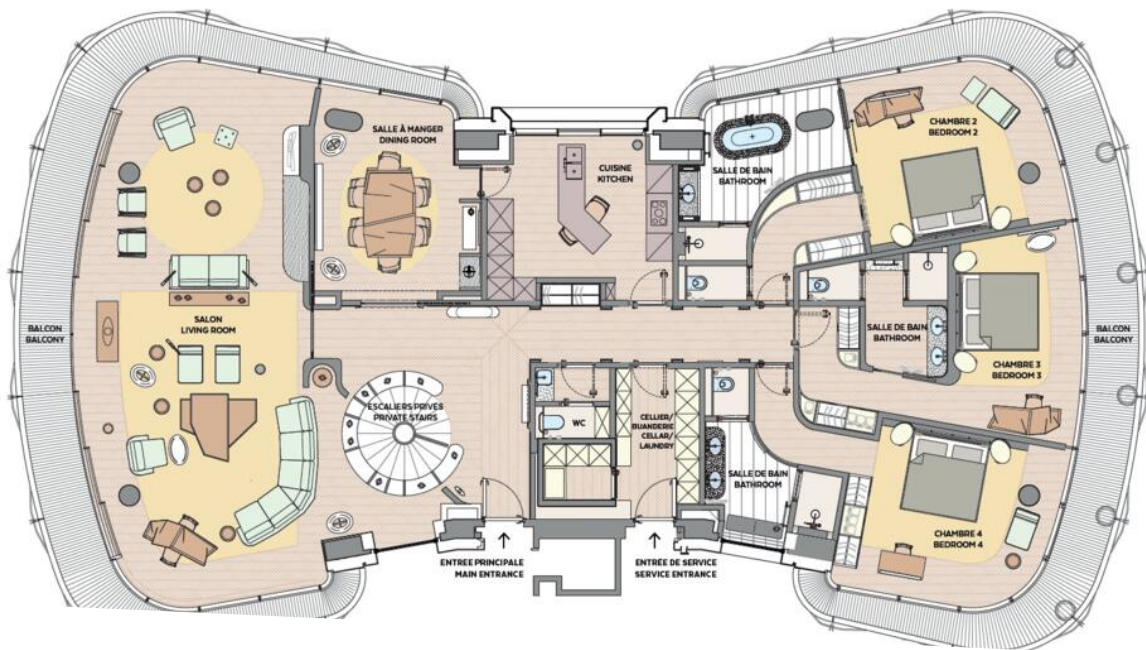 SALLE À MANGER
DINING ROOM
CUISINE
KITCHEN
SALLE DE BAIN
BATHROOM
CHAMBRE 2
BEDROOM 2
SALON
LIVING ROOM
BALCON
BALCONY
SALLE DE BAIN
BATHROOM
CHAMBRE 3
BEDROOM 3
BALCON
BALCONY
ESCALIERS PRIVÉS
PRIVATE STAIRS
WC
CELLIER/
BUANDERIE
CELLAR/
LAUNDRY
SALLE DE BAIN
BATHROOM
CHAMBRE 4
BEDROOM 4
ENTREE PRINCIPALE
MAIN ENTRANCE
ENTRÉE DE SERVICE
SERVICE ENTRANCE